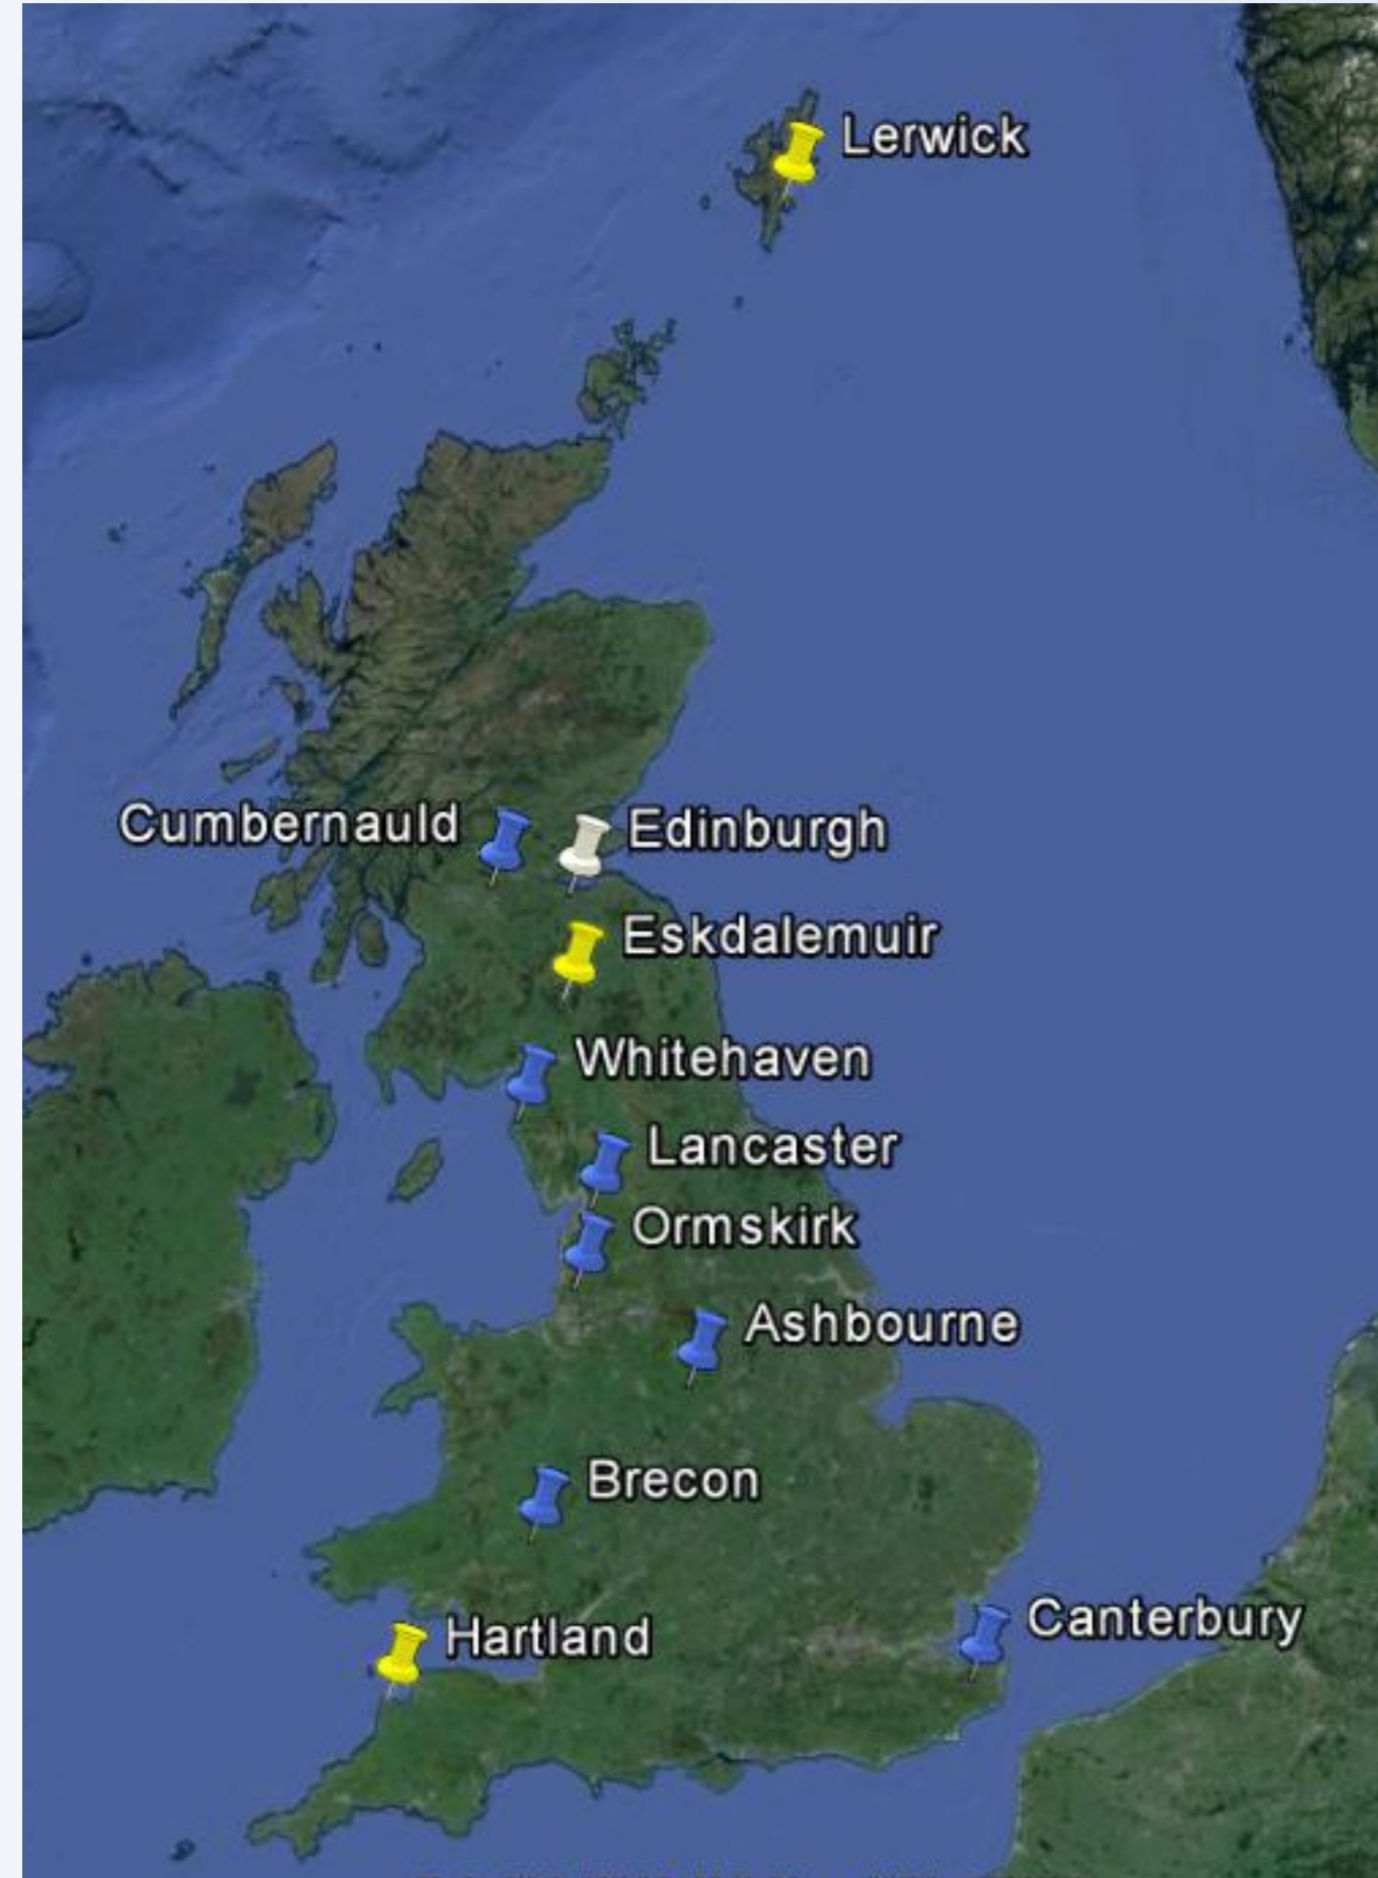 Lerwick
Cumbernauld
Edinburgh
Eskdalemuir
Whitehaven
Lancaster
Ormskirk
Ashbourne
Brecon
Canterbury
Hartland